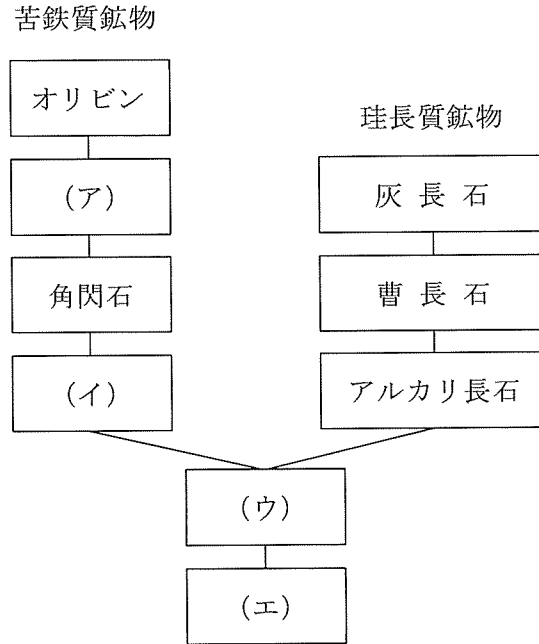 苦鉄質鉱物
オリビン
(ア)
角閃石
(イ)
珪長質鉱物
灰長石
曹長石
アルカリ長石
(ウ)
(エ)